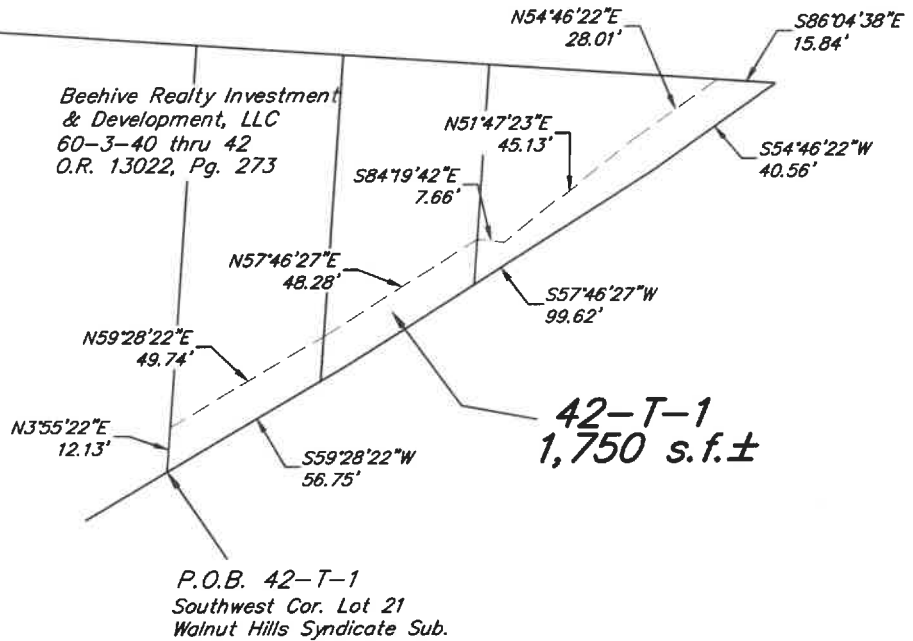 N54°46'22"E
28.01'
S86°04'38"E
15.84'
Beehive Realty Investment
& Development, LLC
60-3-40 thru 42
O.R. 13022, Pg. 273
N51°47'23"E
45.13'
S54°46'22"W
40.56'
S84°19'42"E
7.66'
N57°46'27"E
48.28'
S57°46'27"W
99.62'
N59°28'22"E
49.74'
42-T-1
1,750 s.f.±
N3°55'22"E
12.13'
S59°28'22"W
56.75'
P.O.B. 42-T-1
Southwest Cor. Lot 21
Walnut Hills Syndicate Sub.